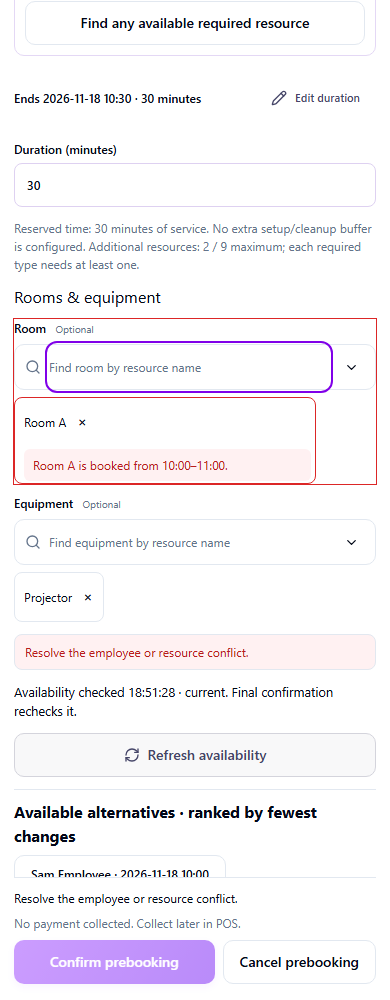 Find any available required resource
Ends 2026-11-18 10:30 · 30 minutes
Edit duration
Duration (minutes)
30
Reserved time: 30 minutes of service. No extra setup/cleanup buffer
is configured. Additional resources: 2 / 9 maximum; each required
type needs at least one.
Rooms & equipment
Room Optional
Find room by resource name
Room A ×
Room A is booked from 10:00–11:00.
Equipment Optional
Find equipment by resource name
Projector ×
Resolve the employee or resource conflict.
Availability checked 18:51:28 · current. Final confirmation
rechecks it.
Refresh availability
Available alternatives · ranked by fewest
changes
Sam Employee · 2026-11-18 10:00
Resolve the employee or resource conflict.
No payment collected. Collect later in POS.
Confirm prebooking
Cancel prebooking